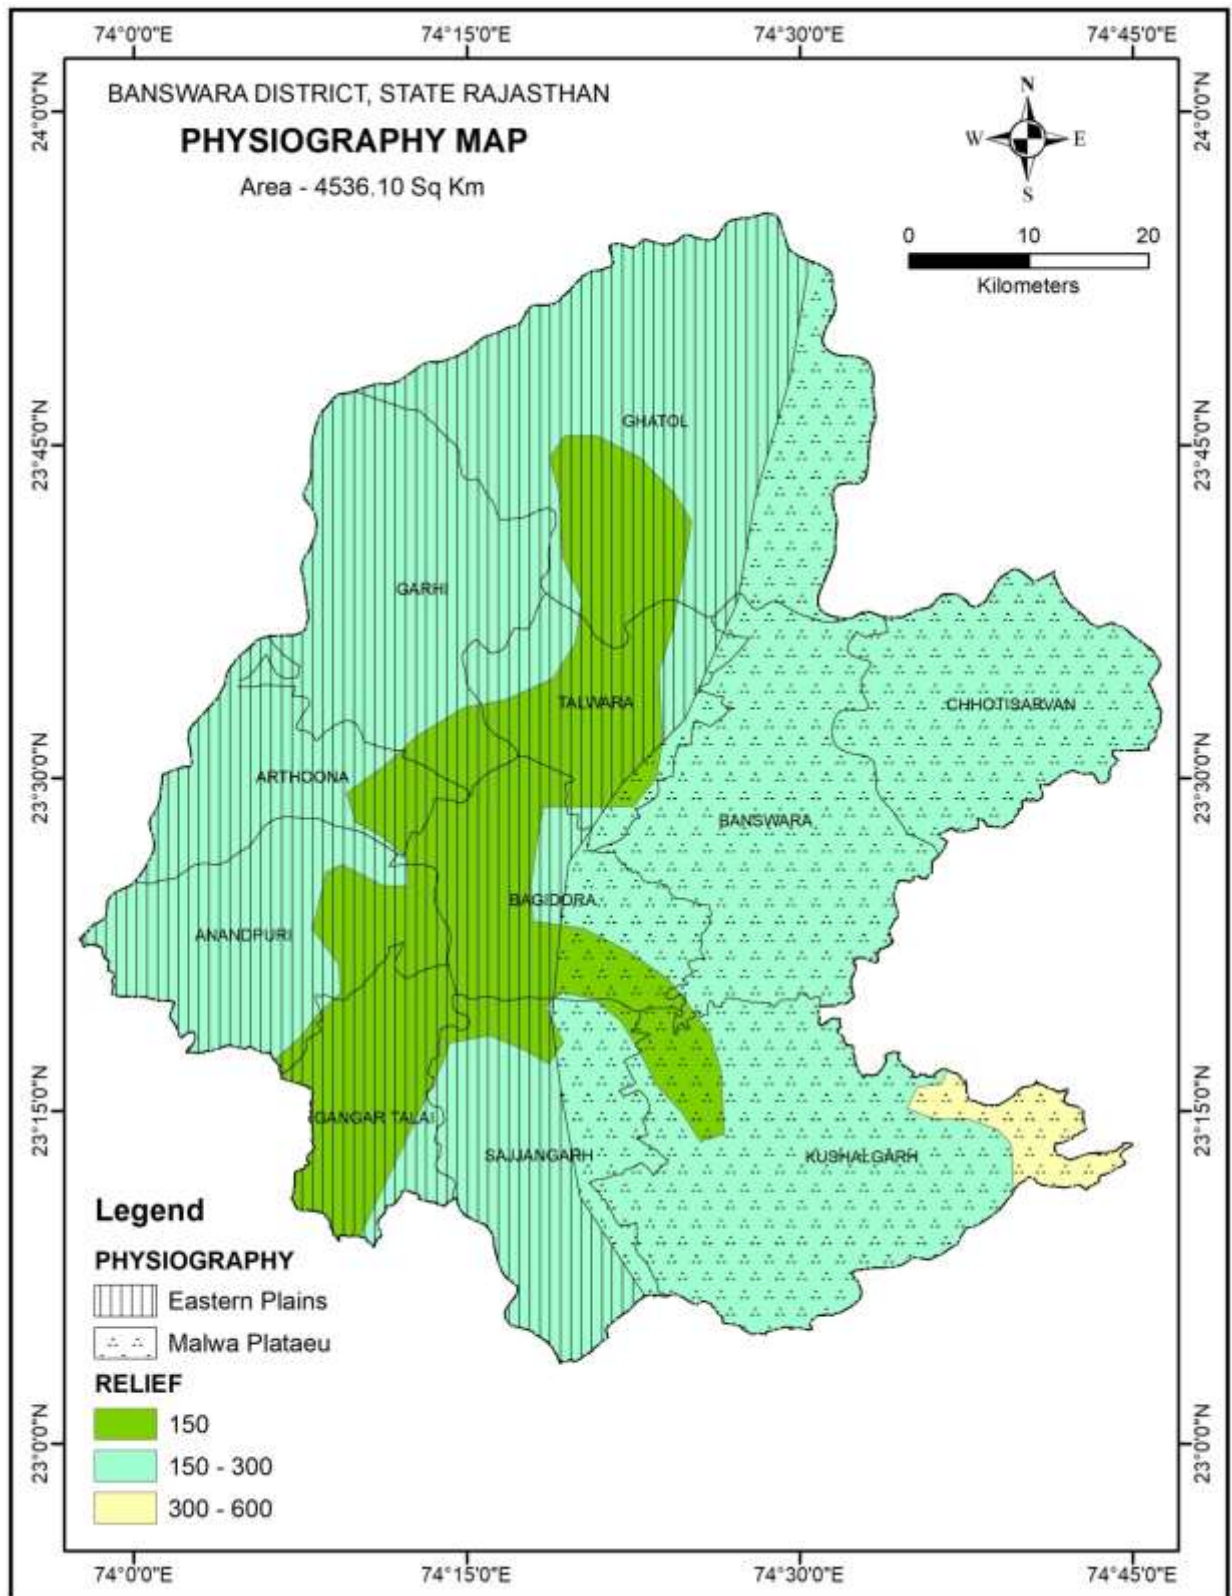 74°0'0"E 74°15'0"E 74°30'0"E 74°45'0"E
24°0'0"N
24°0'0"N
BANSWARA DISTRICT, STATE RAJASTHAN
PHYSIOGRAPHY MAP
Area - 4536.10 Sq Km
N
W E
S
0 10 20
Kilometers
GHATOL
23°45'0"N
23°45'0"N
GARHI
TALWARA
CHHOTISARVAN
ARTHOONA
23°30'0"N
23°30'0"N
BANSWARA
BAGIDORA
ANANDPURI
GANGAR TALAI
23°15'0"N
23°15'0"N
SAJJANGARH
KUSHALGARH
Legend
PHYSIOGRAPHY
Eastern Plains
Malwa Plataeu
RELIEF
150
150 - 300
300 - 600
23°0'0"N
23°0'0"N
74°0'0"E 74°15'0"E 74°30'0"E 74°45'0"E